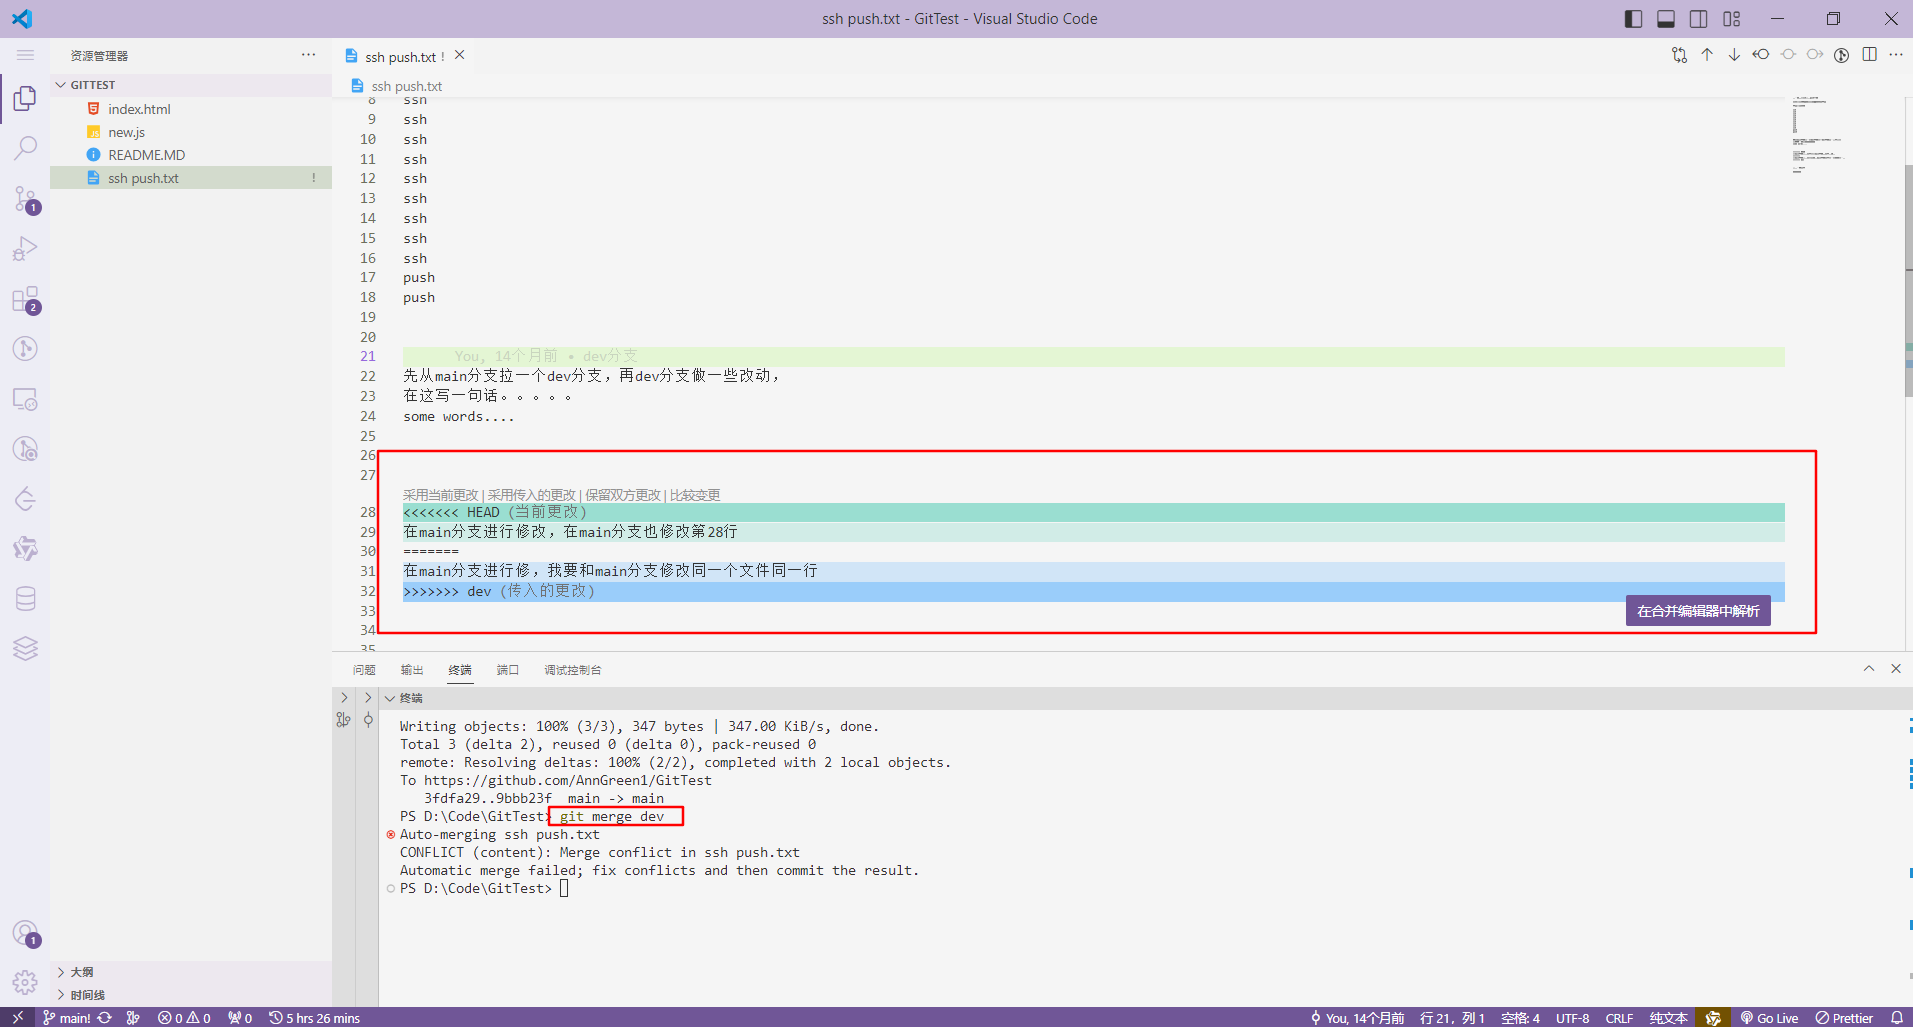 ssh push.txt - GitTest - Visual Studio Code
资源管理器
GITTEST
index.html
new.js
README.MD
ssh push.txt !
大纲
时间线
1
2
1
ssh push.txt !
ssh push.txt
8 ssh
9 ssh
10 ssh
11 ssh
12 ssh
13 ssh
14 ssh
15 ssh
16 ssh
17 push
18 push
19
20
21 You, 14个月前 • dev分支
22 先从main分支拉一个dev分支，再dev分支做一些改动，
23 在这写一句话。。。。。
24 some words....
25
26
27
采用当前更改 | 采用传入的更改 | 保留双方更改 | 比较变更
28 <<<<<<< HEAD (当前更改)
29 在main分支进行修改，在main分支也修改第28行
30 =======
31 在main分支进行修，我要和main分支修改同一个文件同一行
32 >>>>>>> dev (传入的更改)
33
34
35
在合并编辑器中解析
问题 输出 终端 端口 调试控制台
终端
Writing objects: 100% (3/3), 347 bytes | 347.00 KiB/s, done.
Total 3 (delta 2), reused 0 (delta 0), pack-reused 0
remote: Resolving deltas: 100% (2/2), completed with 2 local objects.
To https://github.com/AnnGreen1/GitTest
3fdfa29..9bbb23f main -> main
PS D:\Code\GitTest> git merge dev
Auto-merging ssh push.txt
CONFLICT (content): Merge conflict in ssh push.txt
Automatic merge failed; fix conflicts and then commit the result.
PS D:\Code\GitTest>
main! 0 0 0 5 hrs 26 mins You, 14个月前 行 21，列 1 空格: 4 UTF-8 CRLF 纯文本 Go Live Prettier